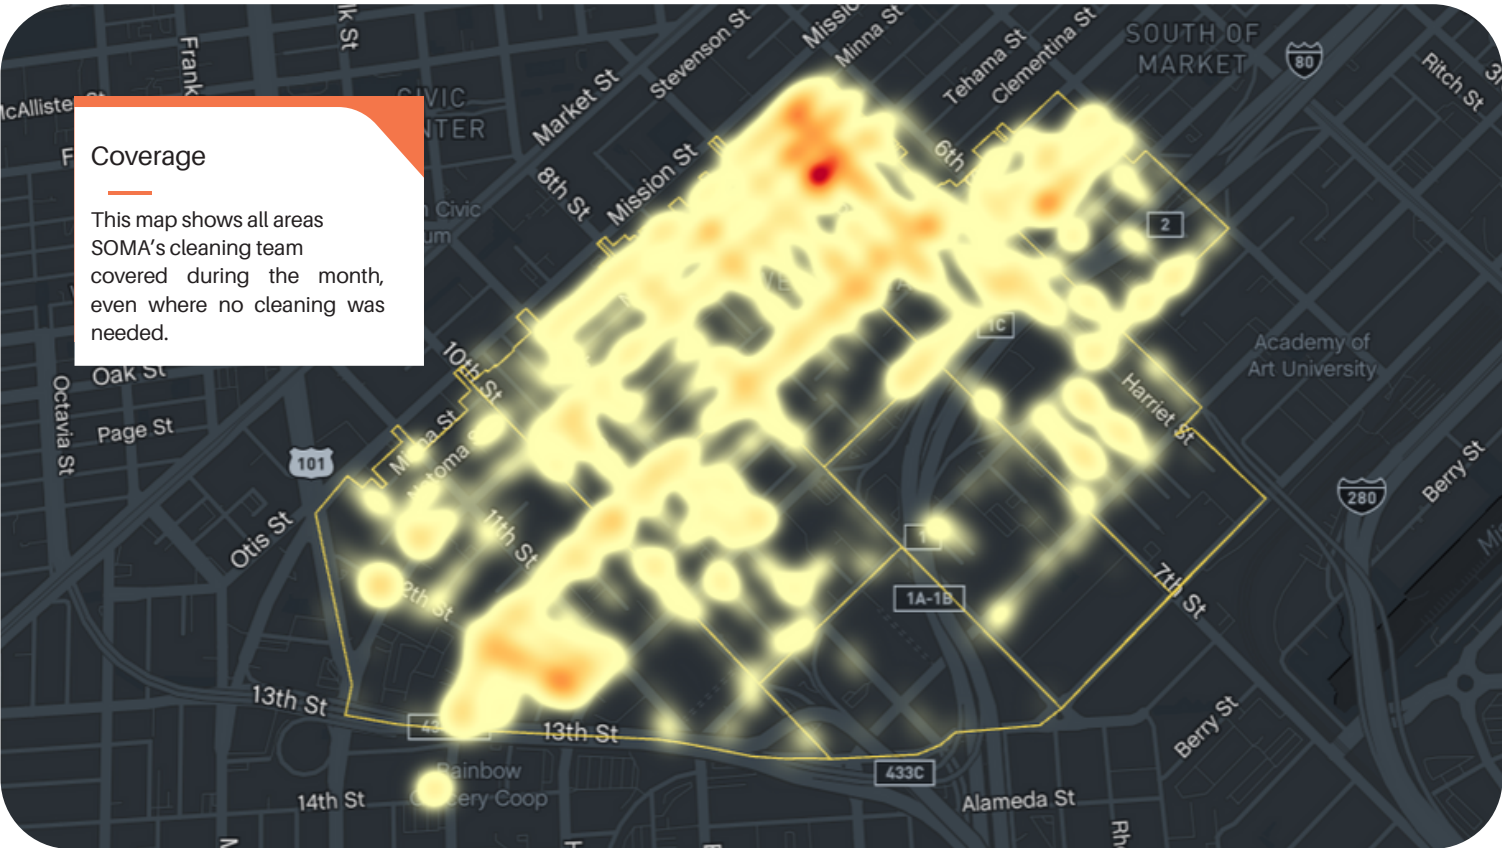 Coverage
This map shows all areas
SOMA's cleaning team
covered during the month,
even where no cleaning was
needed.
Stevenson St
Minna St
Tehama St
Clementina St
SOUTH OF
MARKET
80
Ritch St
Market St
Mission St
8th St
6th
2
1C
10th St
Oak St
Octavia St
Page St
101
Otis St
11th St
Academy of
Art University
Harriet St
280
Berry St
1A-1B
7th St
13th St
13th St
Berry St
433C
14th St
Alameda St